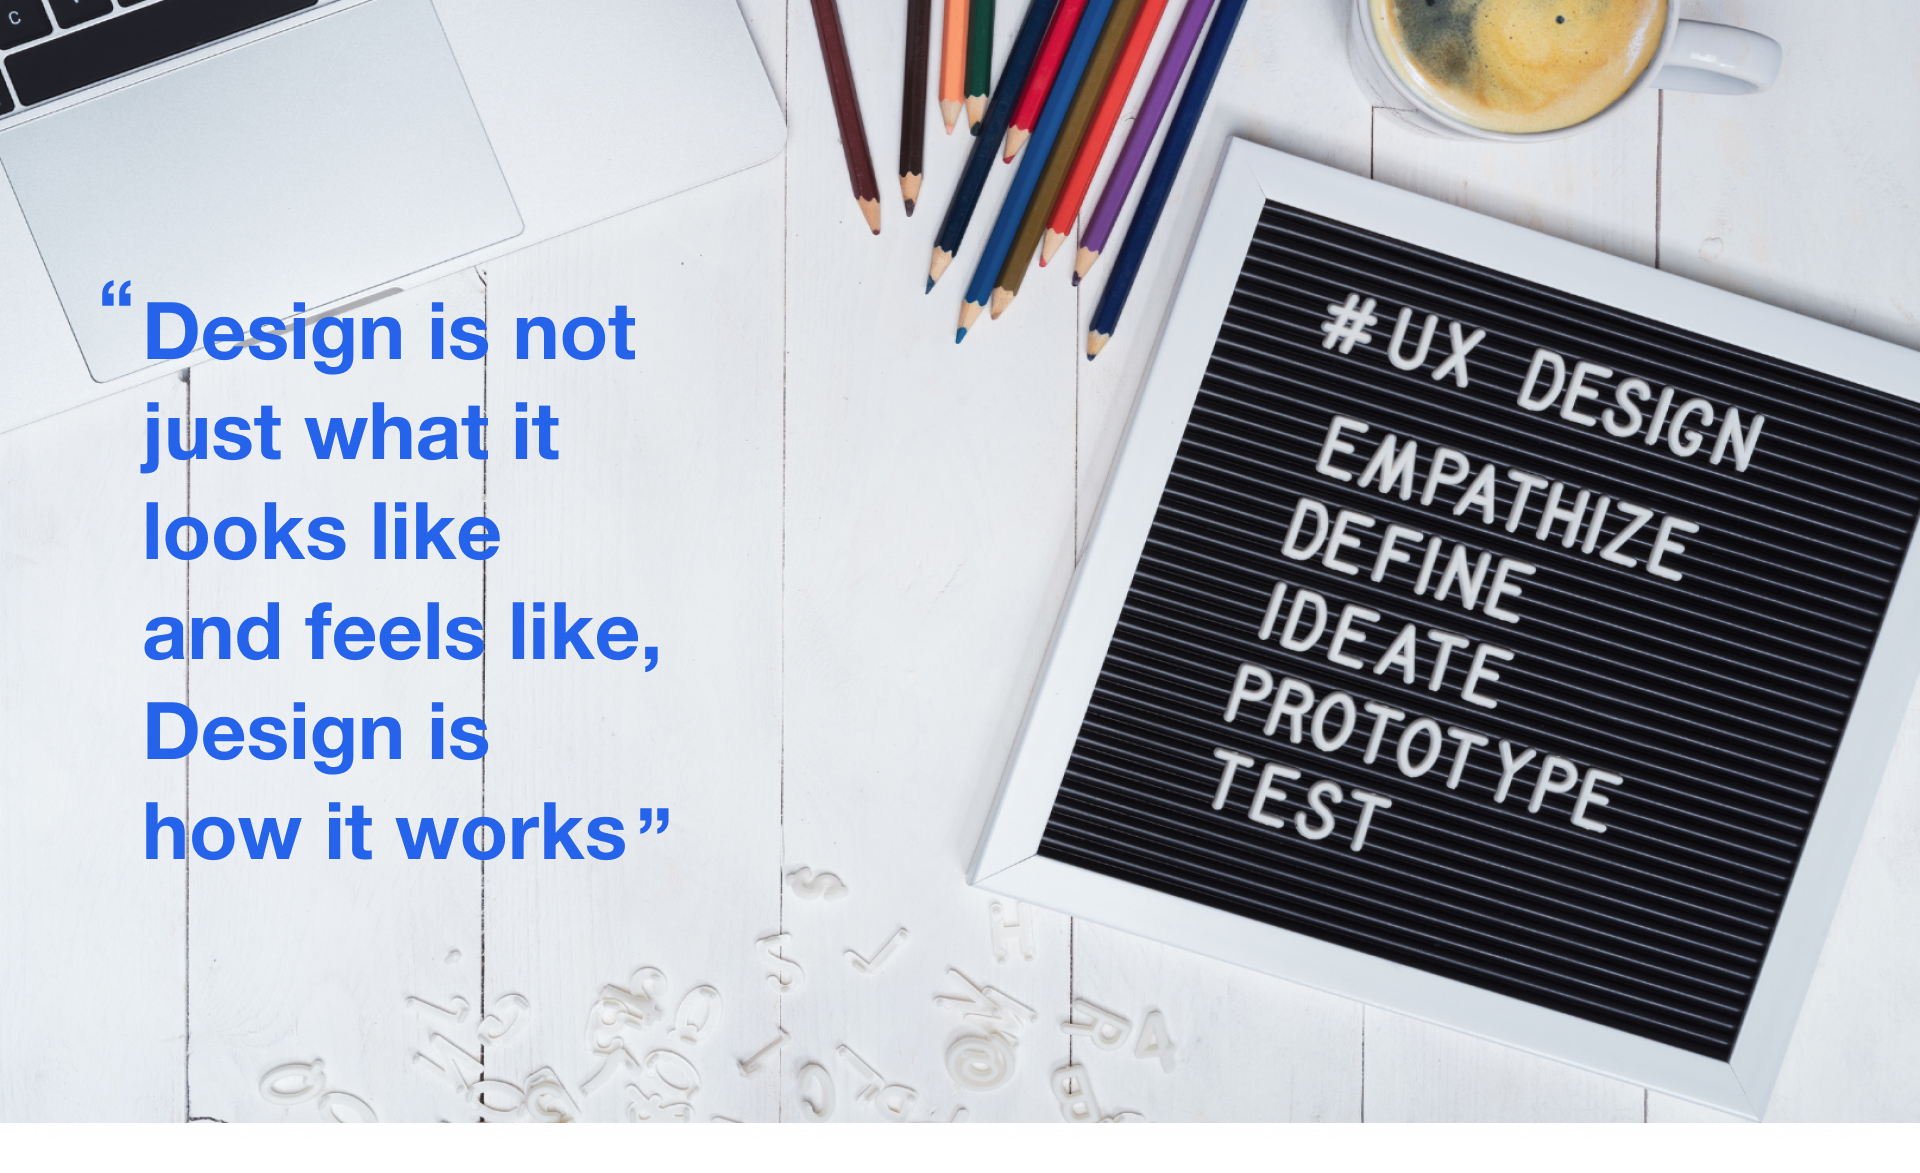 “Design is not
just what it
looks like
and feels like,
Design is
how it works”
#UX DESIGN
EMPATHIZE
DEFINE
IDEATE
PROTOTYPE
TEST
C